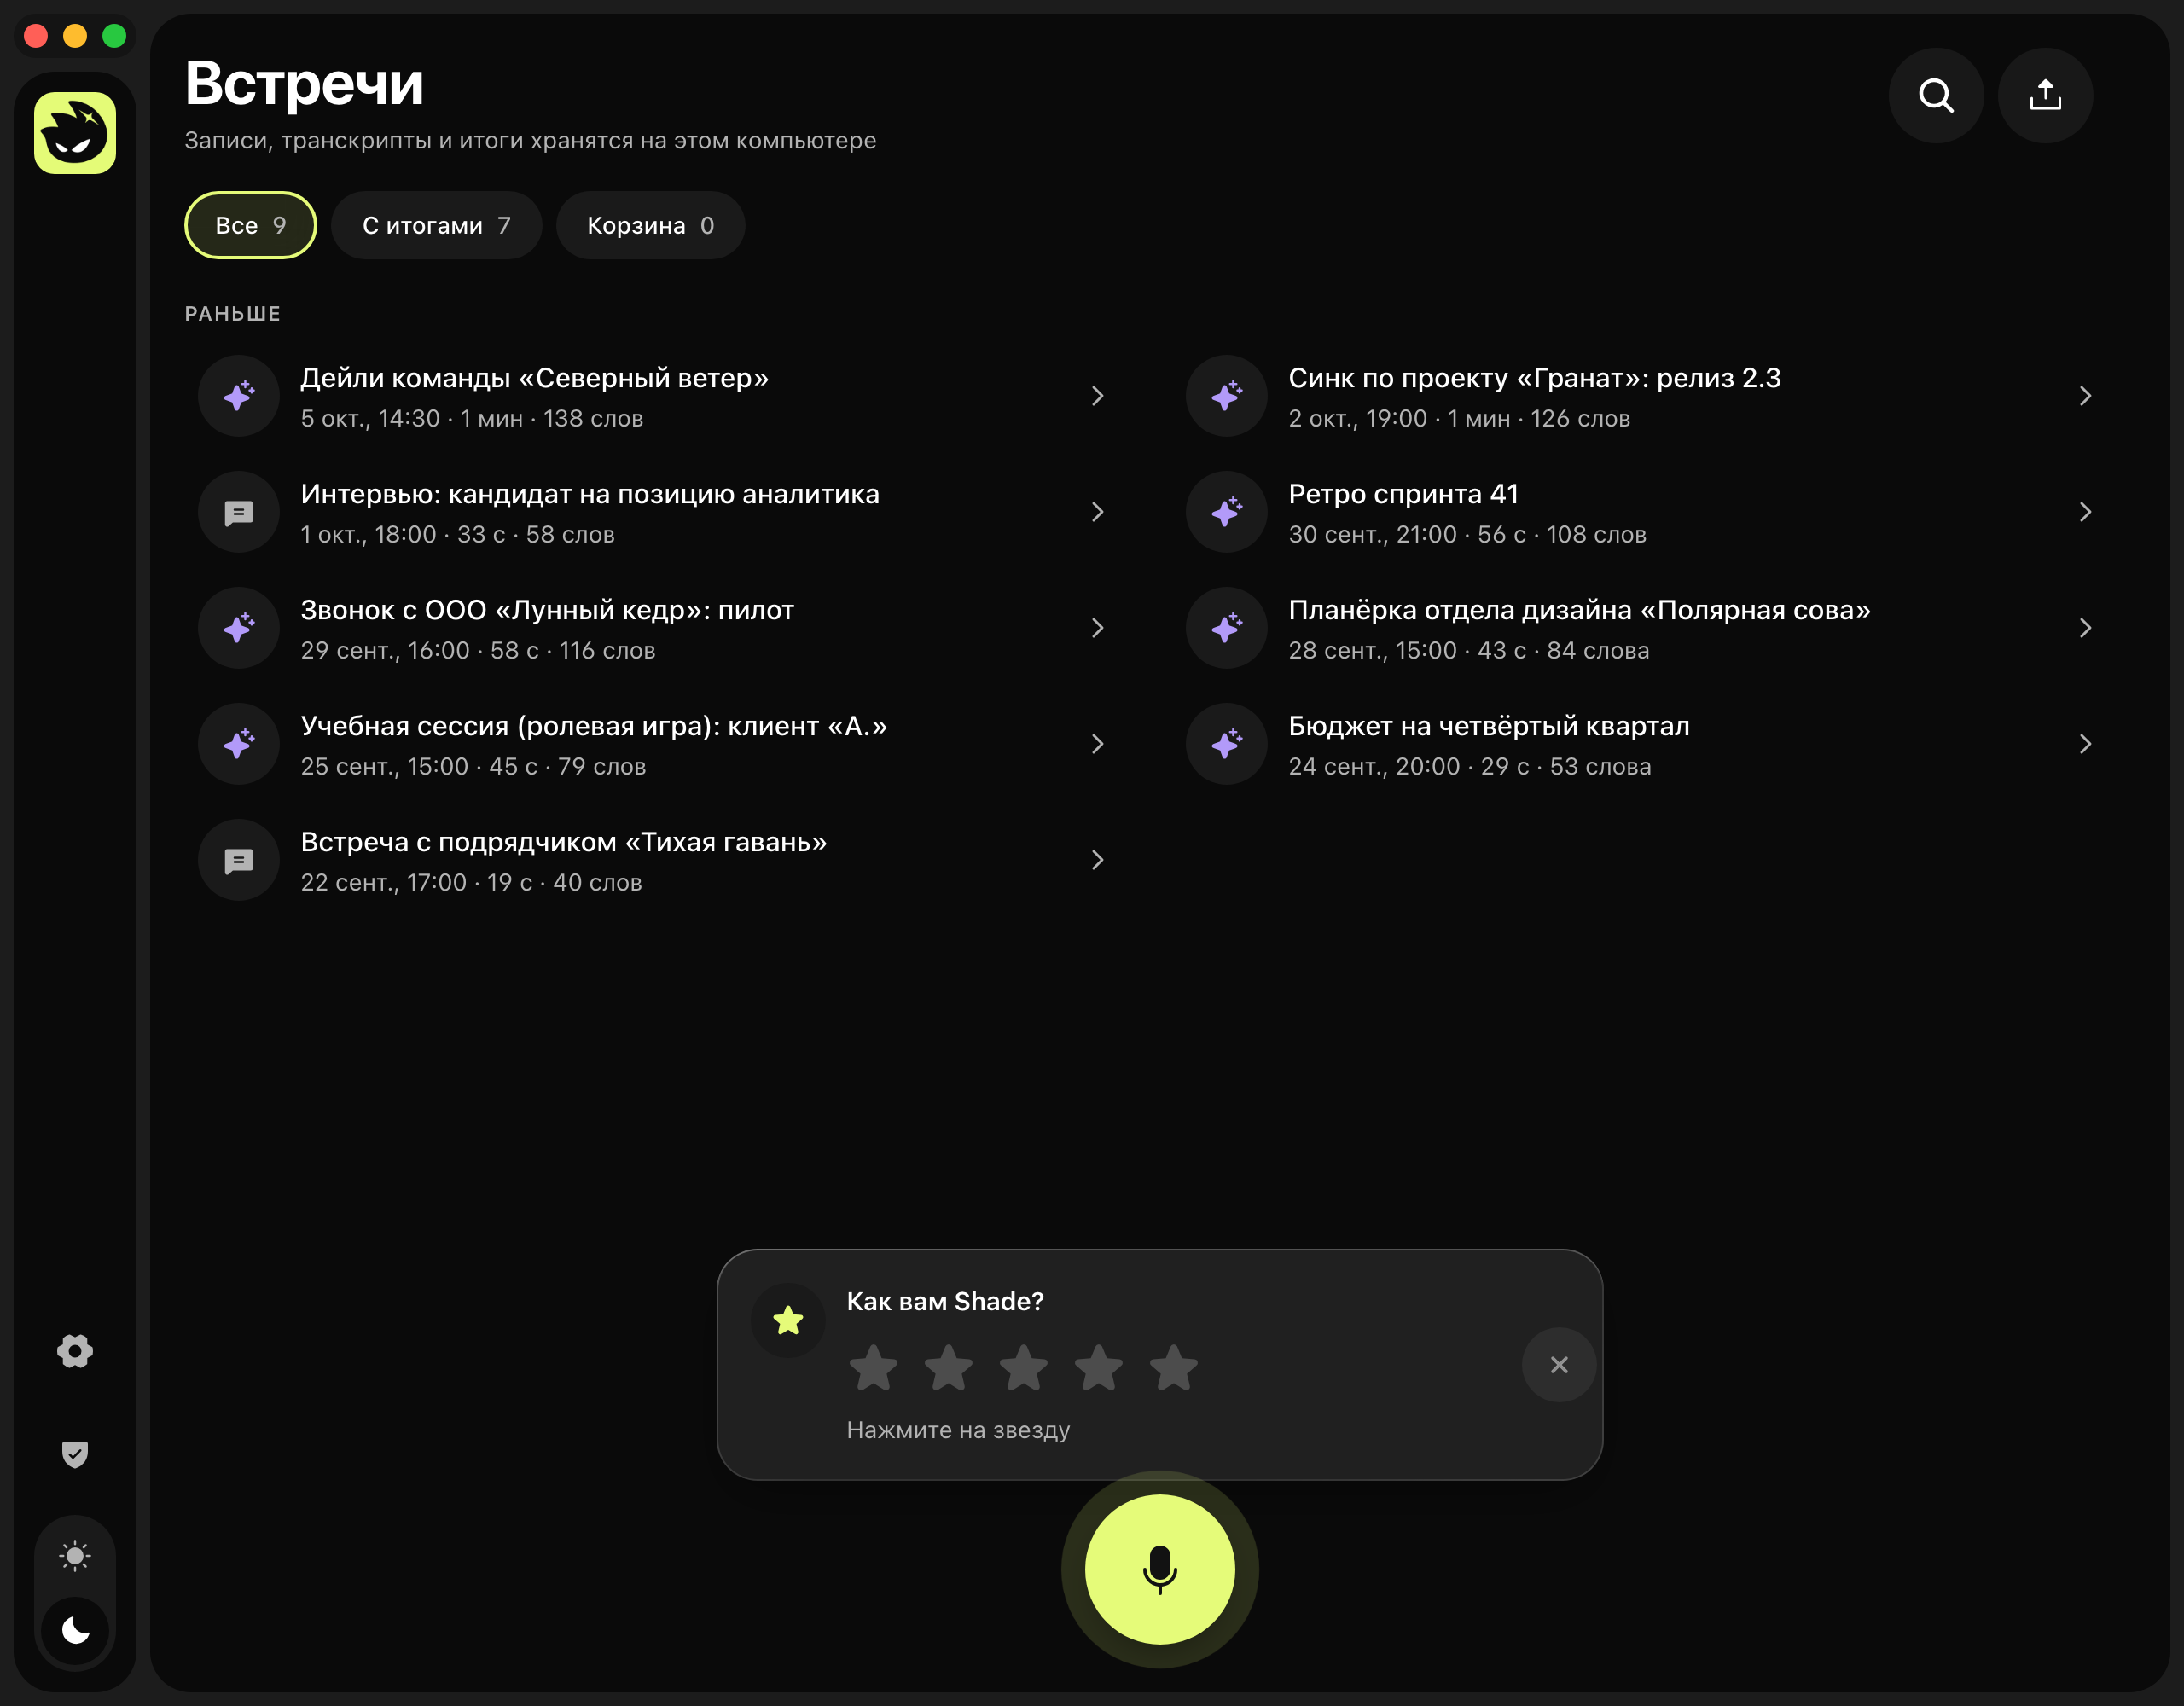 Встречи
Записи, транскрипты и итоги хранятся на этом компьютере
Все 9
С итогами 7
Корзина 0
РАНЬШЕ
Дейли команды «Северный ветер»
5 окт., 14:30 · 1 мин · 138 слов
Синк по проекту «Гранат»: релиз 2.3
2 окт., 19:00 · 1 мин · 126 слов
Интервью: кандидат на позицию аналитика
1 окт., 18:00 · 33 с · 58 слов
Ретро спринта 41
30 сент., 21:00 · 56 с · 108 слов
Звонок с ООО «Лунный кедр»: пилот
29 сент., 16:00 · 58 с · 116 слов
Планёрка отдела дизайна «Полярная сова»
28 сент., 15:00 · 43 с · 84 слова
Учебная сессия (ролевая игра): клиент «А.»
25 сент., 15:00 · 45 с · 79 слов
Бюджет на четвёртый квартал
24 сент., 20:00 · 29 с · 53 слова
Встреча с подрядчиком «Тихая гавань»
22 сент., 17:00 · 19 с · 40 слов
Как вам Shade?
Нажмите на звезду